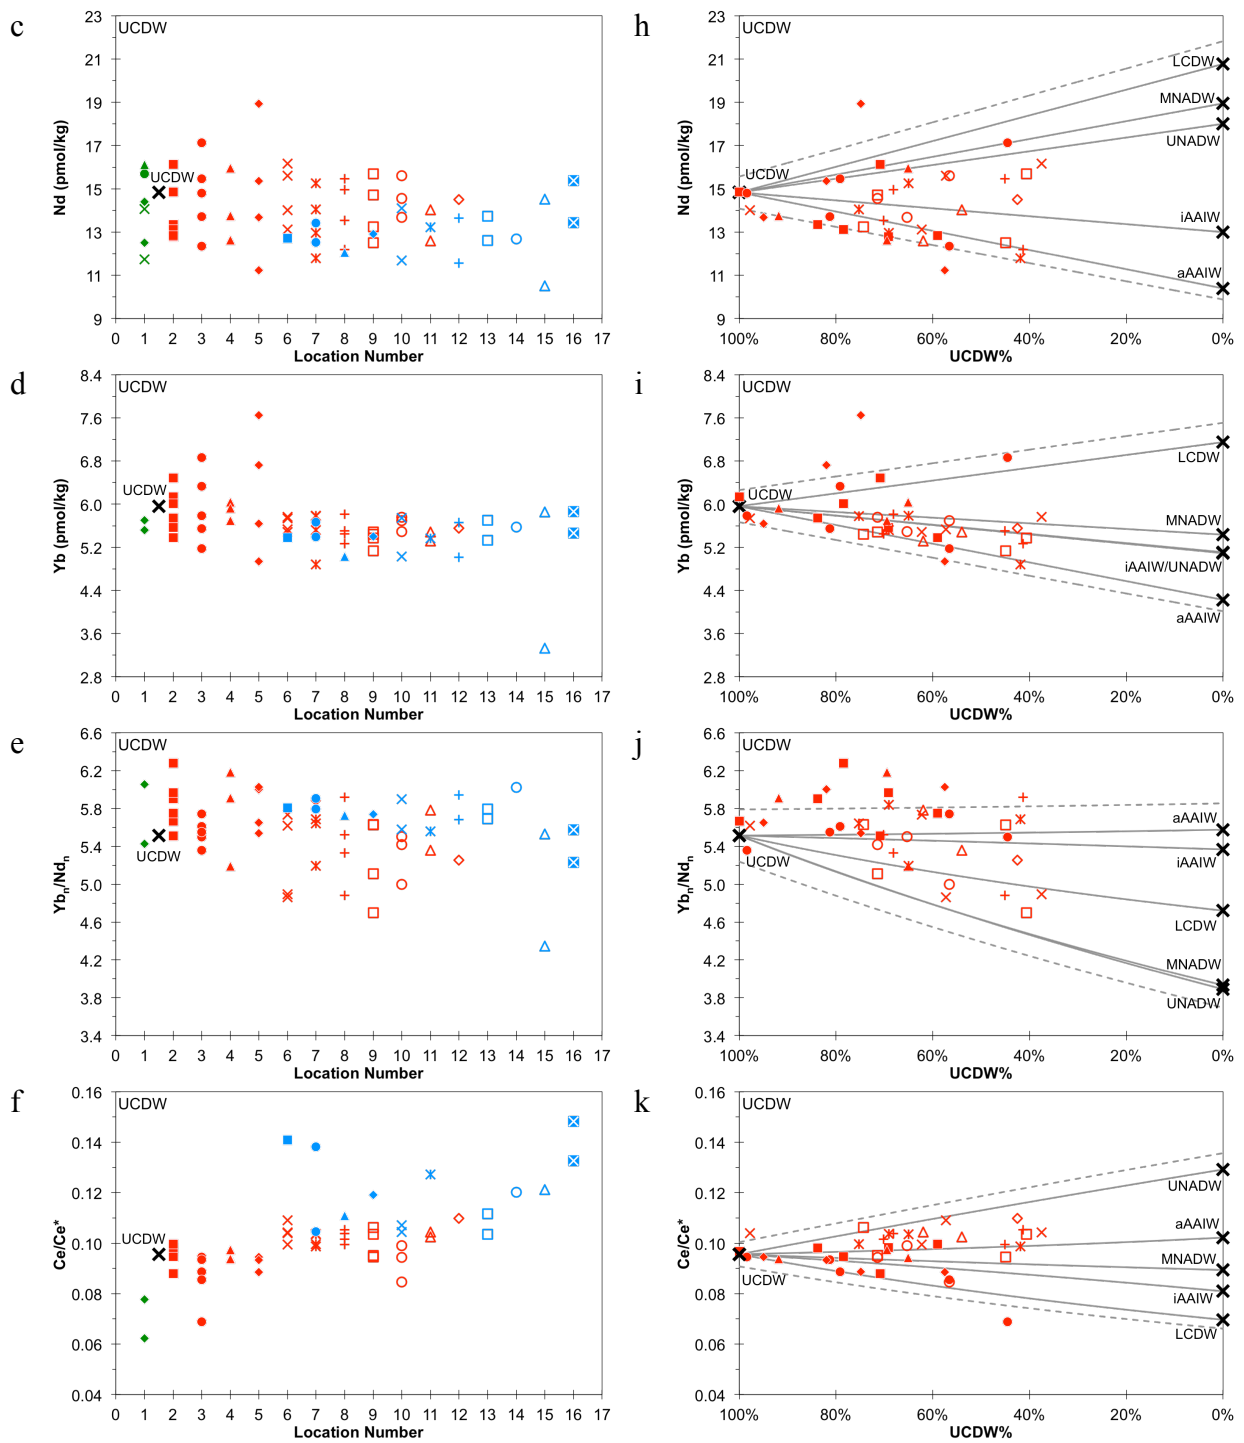 c
UCDW
23
21
19
17
15
13
11
9
Nd (pmol/kg)
UCDW
0 1 2 3 4 5 6 7 8 9 10 11 12 13 14 15 16 17
Location Number
h
UCDW
23
21
19
17
15
13
11
9
Nd (pmol/kg)
UCDW
LCDW
MNADW
UNADW
iAAIW
aAAIW
100% 80% 60% 40% 20% 0%
UCDW%
d
UCDW
8.4
7.6
6.8
6.0
5.2
4.4
3.6
2.8
Yb (pmol/kg)
UCDW
0 1 2 3 4 5 6 7 8 9 10 11 12 13 14 15 16 17
Location Number
i
UCDW
8.4
7.6
6.8
6.0
5.2
4.4
3.6
2.8
Yb (pmol/kg)
UCDW
LCDW
MNADW
iAAIW/UNADW
aAAIW
100% 80% 60% 40% 20% 0%
UCDW%
e
UCDW
6.6
6.2
5.8
5.4
5.0
4.6
4.2
3.8
3.4
Ybn/Ndn
UCDW
0 1 2 3 4 5 6 7 8 9 10 11 12 13 14 15 16 17
Location Number
j
UCDW
6.6
6.2
5.8
5.4
5.0
4.6
4.2
3.8
3.4
Ybn/Ndn
UCDW
aAAIW
iAAIW
LCDW
MNADW
UNADW
100% 80% 60% 40% 20% 0%
UCDW%
f
UCDW
0.16
0.14
0.12
0.10
0.08
0.06
0.04
Ce/Ce*
UCDW
0 1 2 3 4 5 6 7 8 9 10 11 12 13 14 15 16 17
Location Number
k
UCDW
0.16
0.14
0.12
0.10
0.08
0.06
0.04
Ce/Ce*
UCDW
UNADW
aAAIW
MNADW
iAAIW
LCDW
100% 80% 60% 40% 20% 0%
UCDW%